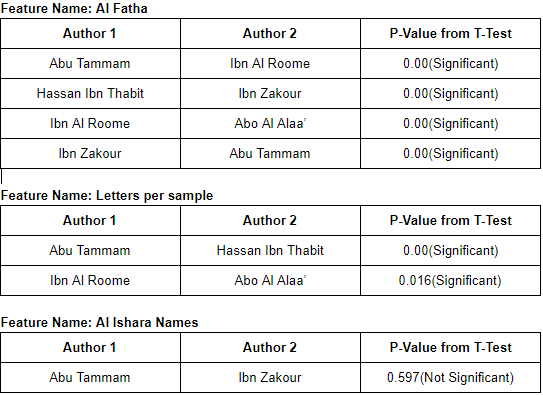 Feature Name: Al Fatha
Author 1 Author 2 P-Value from T-Test
Abu Tammam Ibn Al Roome 0.00(Significant)
Hassan Ibn Thabit Ibn Zakour 0.00(Significant)
Ibn Al Roome Abo Al Alaa’ 0.00(Significant)
Ibn Zakour Abu Tammam 0.00(Significant)
Feature Name: Letters per sample
Author 1 Author 2 P-Value from T-Test
Abu Tammam Hassan Ibn Thabit 0.00(Significant)
Ibn Al Roome Abo Al Alaa’ 0.016(Significant)
Feature Name: Al Ishara Names
Author 1 Author 2 P-Value from T-Test
Abu Tammam Ibn Zakour 0.597(Not Significant)